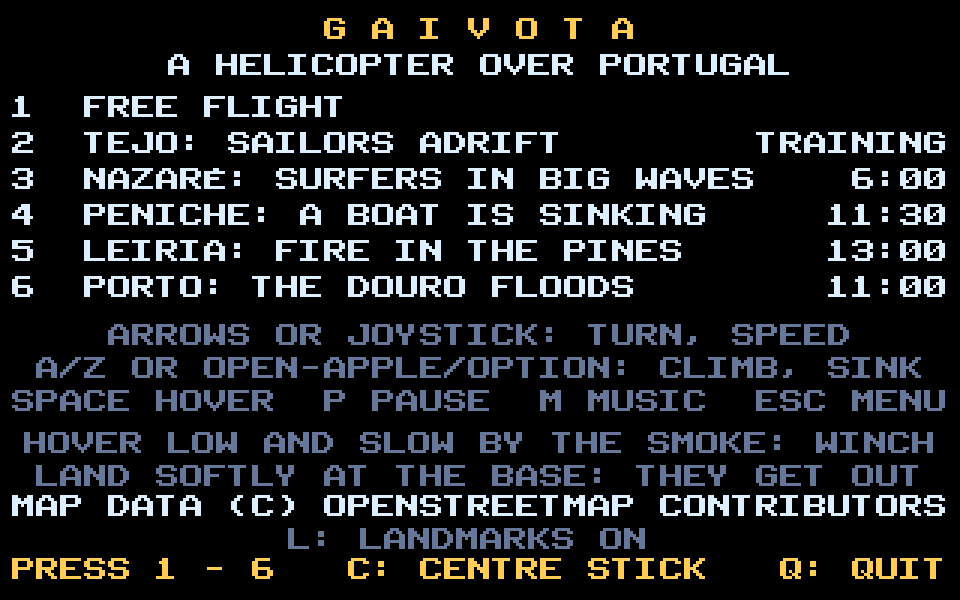 G A I V O T A
A HELICOPTER OVER PORTUGAL
1 FREE FLIGHT
2 TEJO: SAILORS ADRIFT TRAINING
3 NAZARÉ: SURFERS IN BIG WAVES 6:00
4 PENICHE: A BOAT IS SINKING 11:30
5 LEIRIA: FIRE IN THE PINES 13:00
6 PORTO: THE DOURO FLOODS 11:00
ARROWS OR JOYSTICK: TURN, SPEED
A/Z OR OPEN-APPLE/OPTION: CLIMB, SINK
SPACE HOVER P PAUSE M MUSIC ESC MENU
HOVER LOW AND SLOW BY THE SMOKE: WINCH
LAND SOFTLY AT THE BASE: THEY GET OUT
MAP DATA (C) OPENSTREETMAP CONTRIBUTORS
L: LANDMARKS ON
PRESS 1 - 6 C: CENTRE STICK Q: QUIT